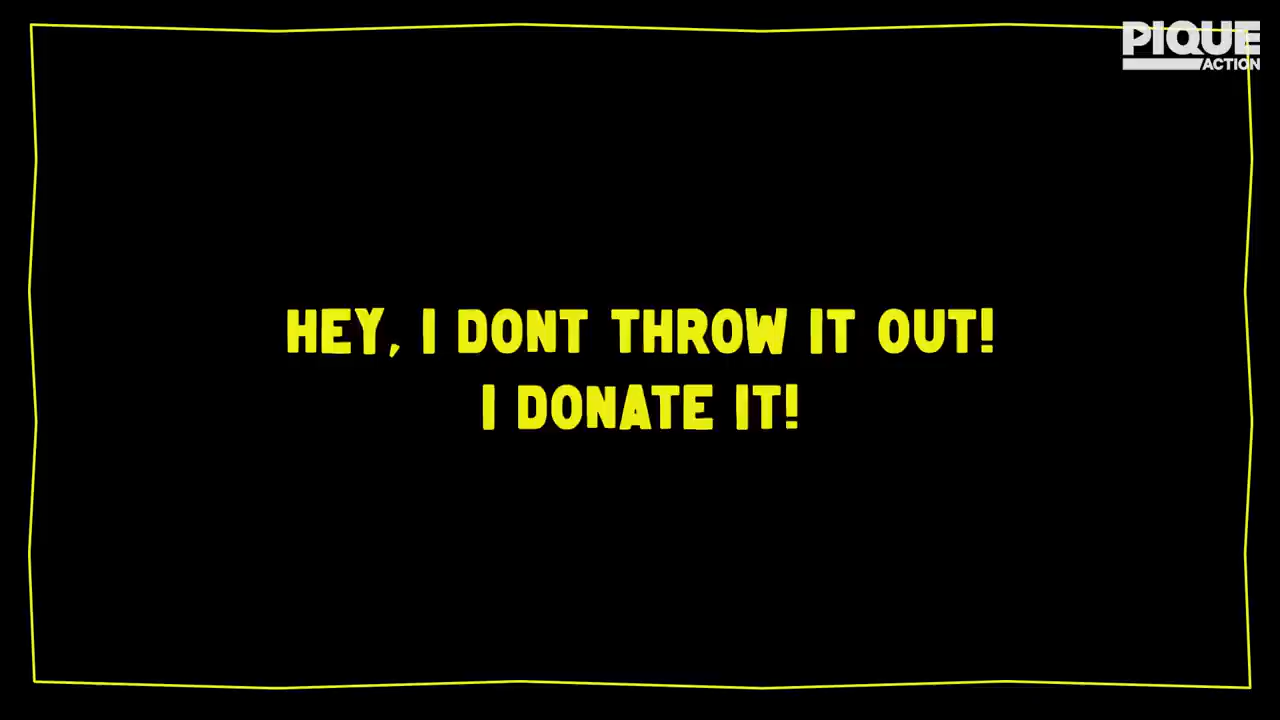 PIQUE
ACTION
HEY, I DONT THROW IT OUT!
I DONATE IT!